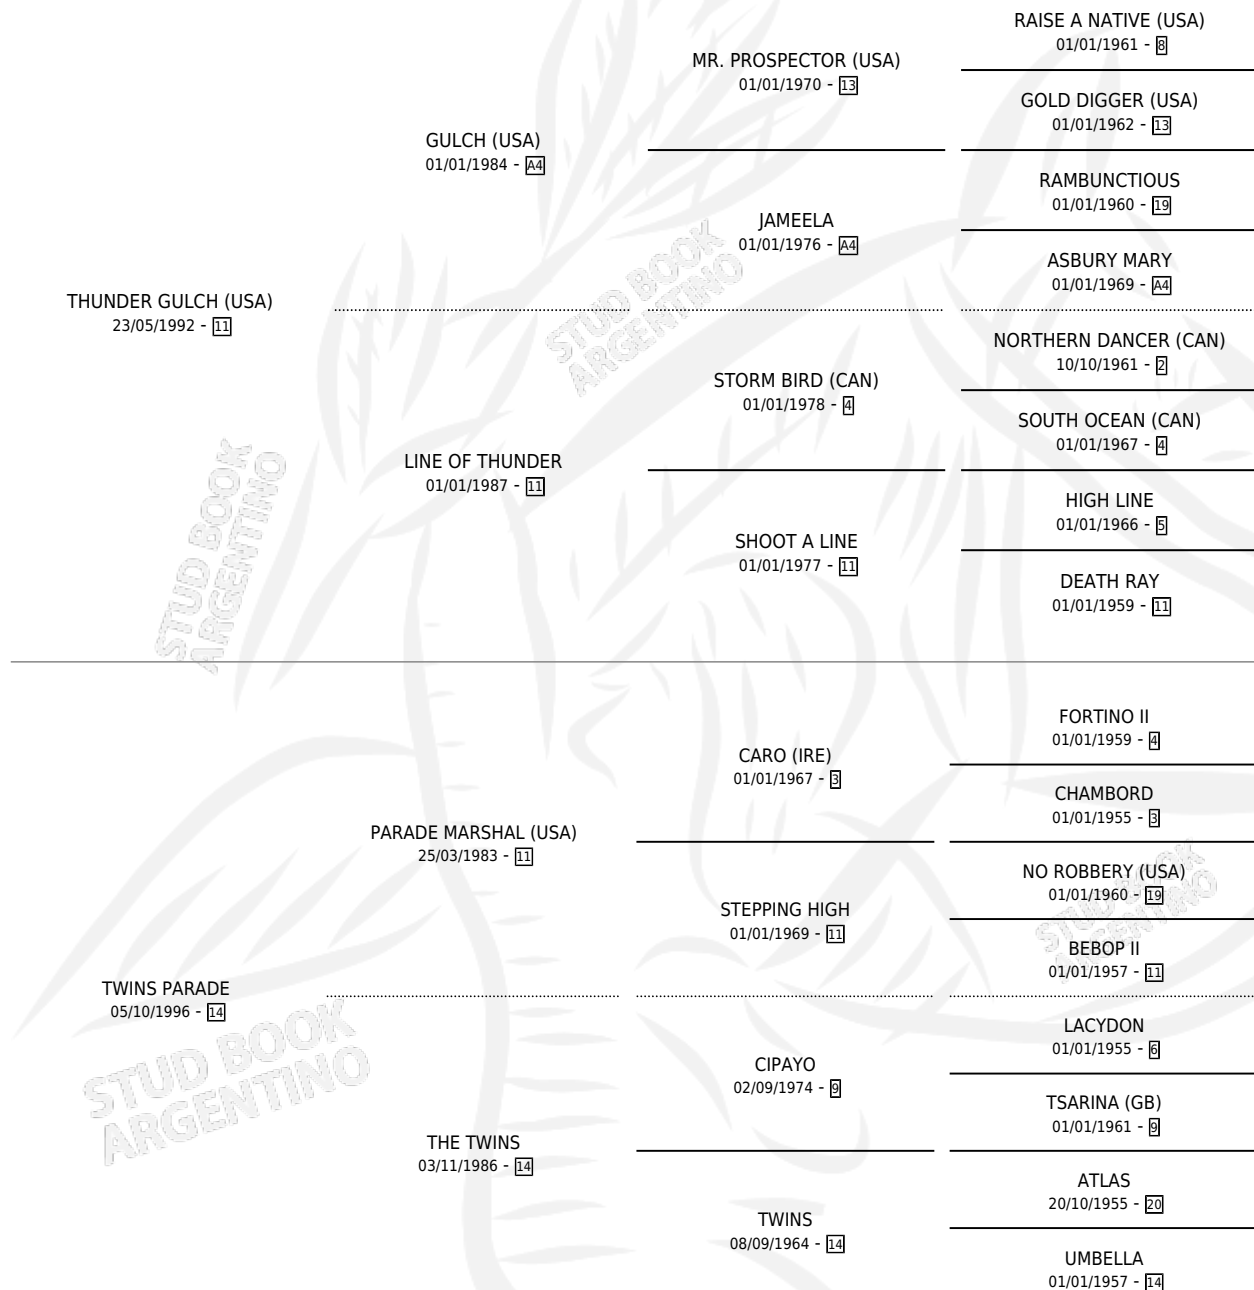 RAISE A NATIVE (USA)
01/01/1961 - 8
MR. PROSPECTOR (USA)
01/01/1970 - 13
GOLD DIGGER (USA)
01/01/1962 - 13
GULCH (USA)
01/01/1984 - A4
RAMBUNCTIOUS
01/01/1960 - 19
JAMEELA
01/01/1976 - A4
ASBURY MARY
01/01/1969 - A4
THUNDER GULCH (USA)
23/05/1992 - 11
NORTHERN DANCER (CAN)
10/10/1961 - 2
STORM BIRD (CAN)
01/01/1978 - 4
SOUTH OCEAN (CAN)
01/01/1967 - 4
LINE OF THUNDER
01/01/1987 - 11
HIGH LINE
01/01/1966 - 5
SHOOT A LINE
01/01/1977 - 11
DEATH RAY
01/01/1959 - 11
FORTINO II
01/01/1959 - 4
CARO (IRE)
01/01/1967 - 3
CHAMBORD
01/01/1955 - 3
PARADE MARSHAL (USA)
25/03/1983 - 11
NO ROBBERY (USA)
01/01/1960 - 19
STEPPING HIGH
01/01/1969 - 11
BEBOP II
01/01/1957 - 11
TWINS PARADE
05/10/1996 - 14
LACYDON
01/01/1955 - 6
CIPAYO
02/09/1974 - 9
TSARINA (GB)
01/01/1961 - 9
THE TWINS
03/11/1986 - 14
ATLAS
20/10/1955 - 20
TWINS
08/09/1964 - 14
UMBELLA
01/01/1957 - 14
STUD BOOK
ARGENTINO
STUD BOOK
ARGENTINO
STUD BOOK
ARGENTINO
STUD BOOK
ARGENTINO